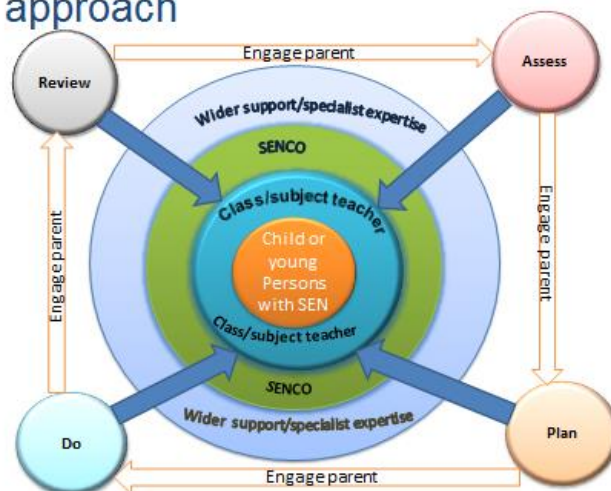 approach
Engage parent
Review
Assess
Wider support/specialist expertise
SENCO
Class/subject teacher
Child or
young
Persons
with SEN
Engage parent
Engage parent
Class/subject teacher
SENCO
Wider support/specialist expertise
Do
Plan
Engage parent